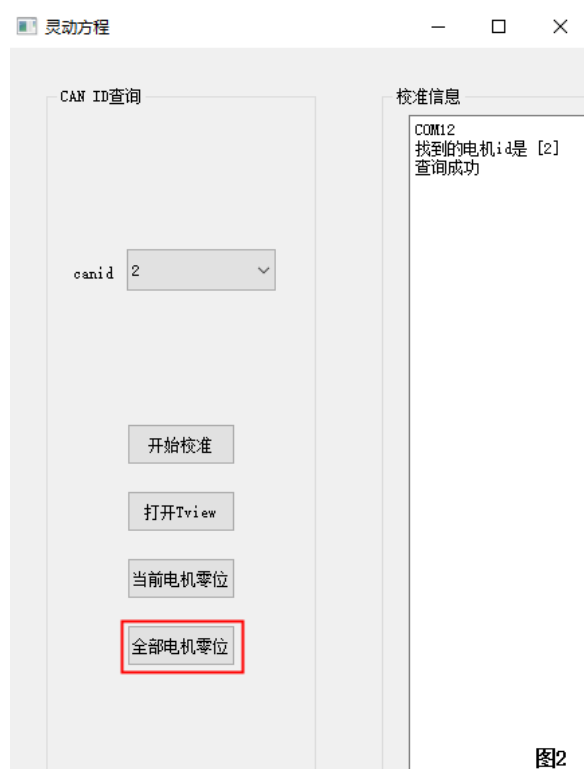 灵动方程
CAN ID查询
校准信息
COM12
找到的电机id是 [2]
查询成功
canid
2
开始校准
打开Tview
当前电机零位
全部电机零位
图2